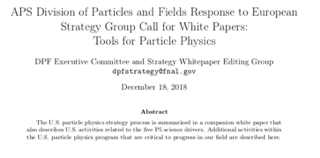 APS Division of Particles and Fields Response to European
Strategy Group Call for White Papers:
Tools for Particle Physics
DPF Executive Committee and Strategy Whitepaper Editing Group
dpfstrategy@fnal.gov
December 18, 2018
Abstract
The U.S. particle physics strategy process is summarized in a companion white paper that
also describes U.S. activities related to the five P5 science drivers. Additional activities within
the U.S. particle physics program that are critical to progress in our field are described here.